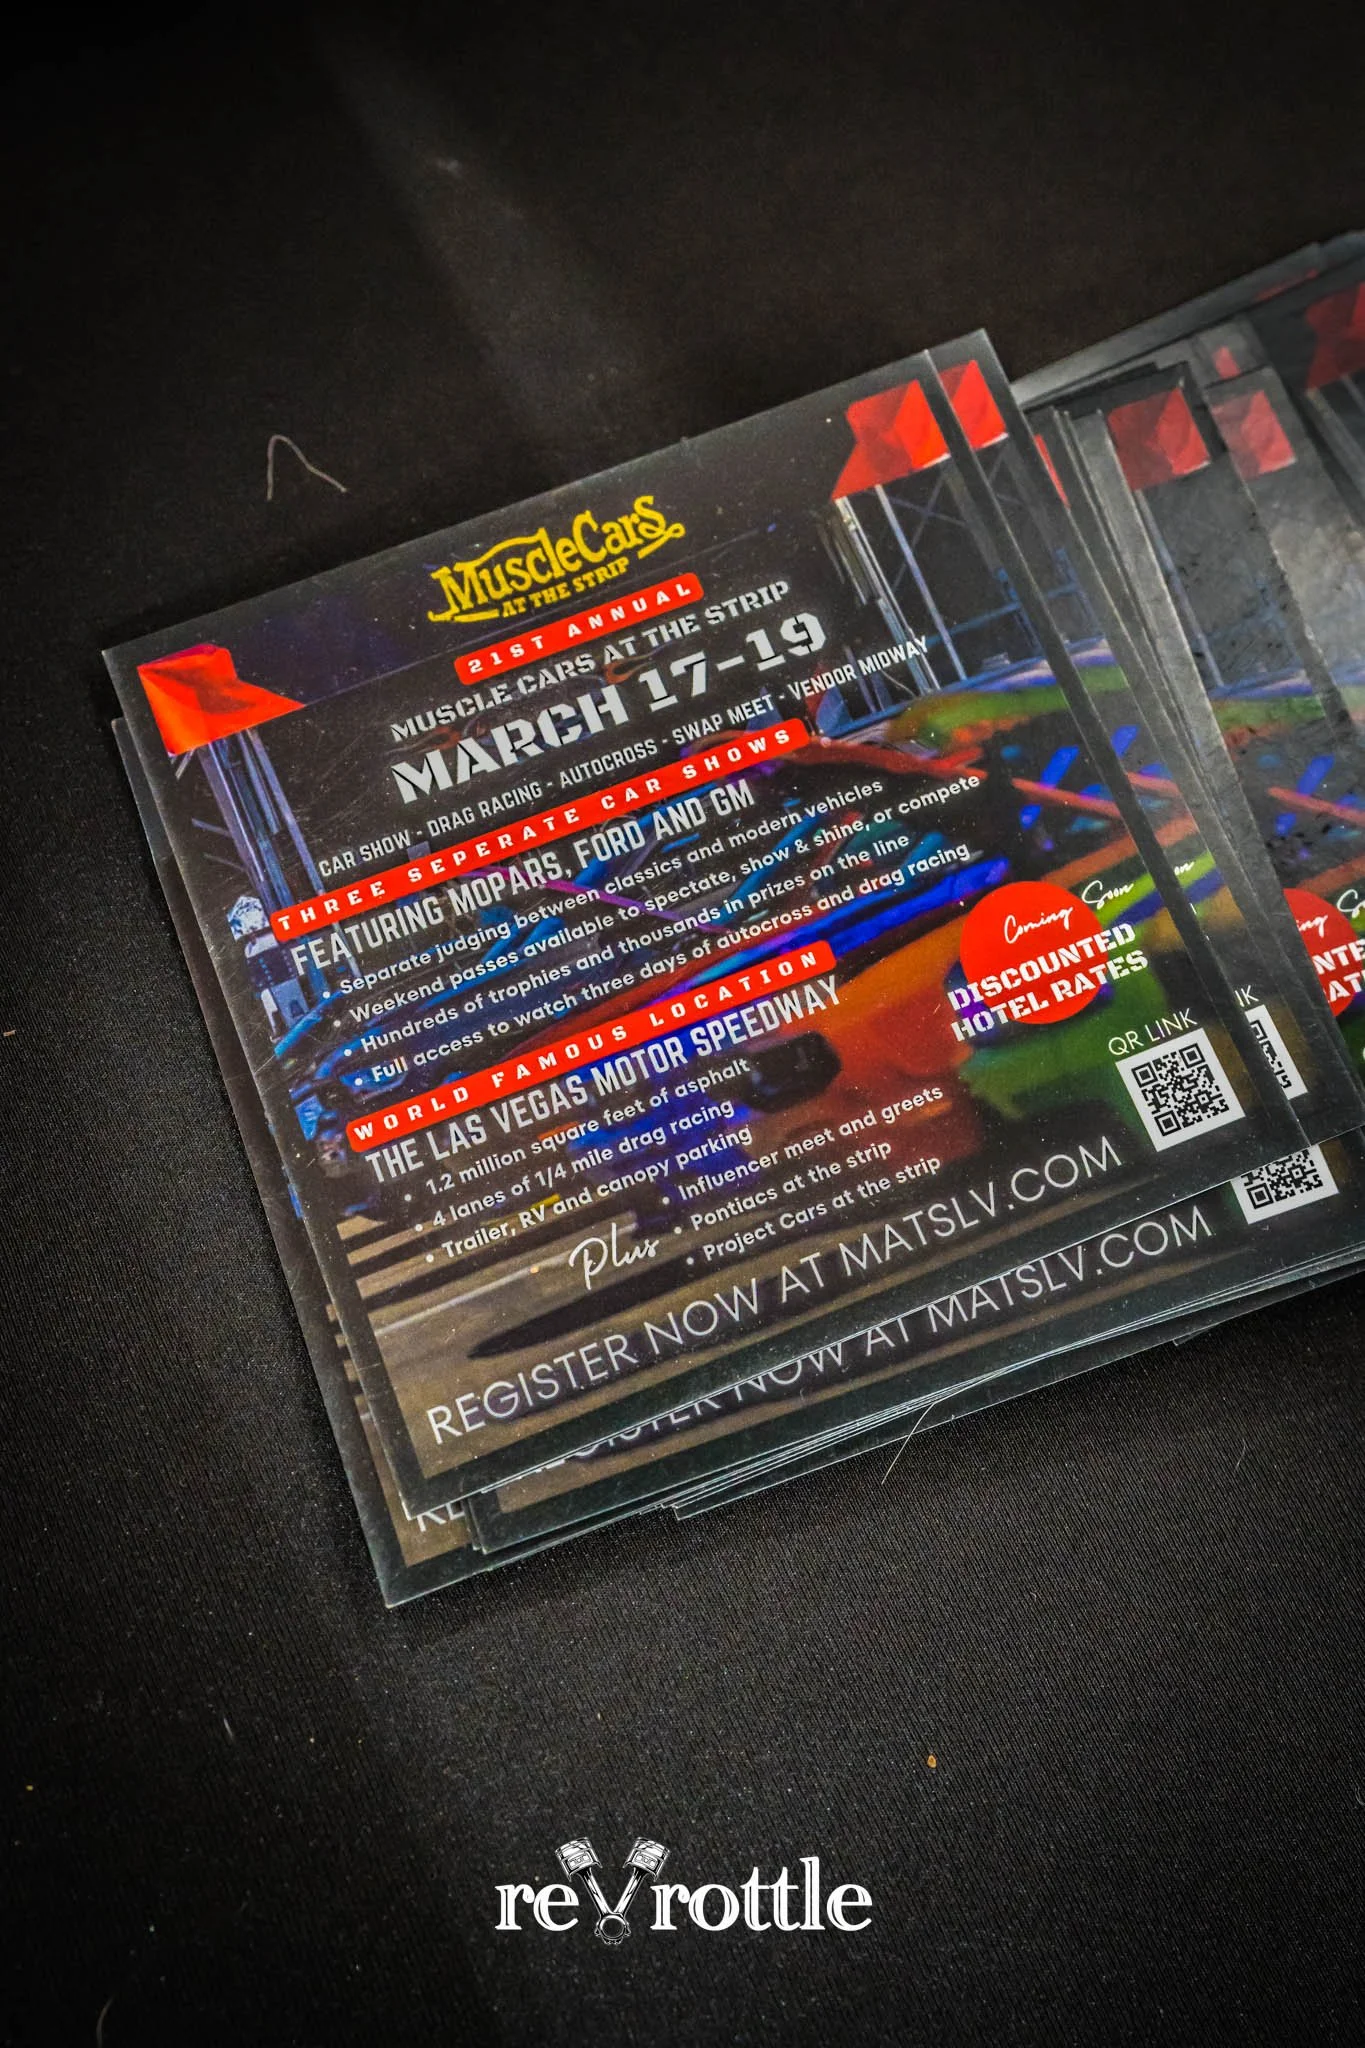 MuscleCars
AT THE STRIP
21ST ANNUAL
MUSCLE CARS AT THE STRIP
MARCH 17-19
CAR SHOW - DRAG RACING - AUTOCROSS - SWAP MEET - VENDOR MIDWAY
THREE SEPERATE CAR SHOWS
FEATURING MOPARS, FORD AND GM
• Separate judging between classics and modern vehicles
• Weekend passes available to spectate, show & shine, or compete
• Hundreds of trophies and thousands in prizes on the line
• Full access to watch three days of autocross and drag racing
WORLD FAMOUS LOCATION
THE LAS VEGAS MOTOR SPEEDWAY
• 1.2 million square feet of asphalt
• 4 lanes of 1/4 mile drag racing
• Trailer, RV and canopy parking
Plus
• Influencer meet and greets
• Pontiacs at the strip
• Project Cars at the strip
Coming Soon
DISCOUNTED
HOTEL RATES
QR LINK
REGISTER NOW AT MATSLV.COM
REGISTER NOW AT MATSLV.COM
revrottle